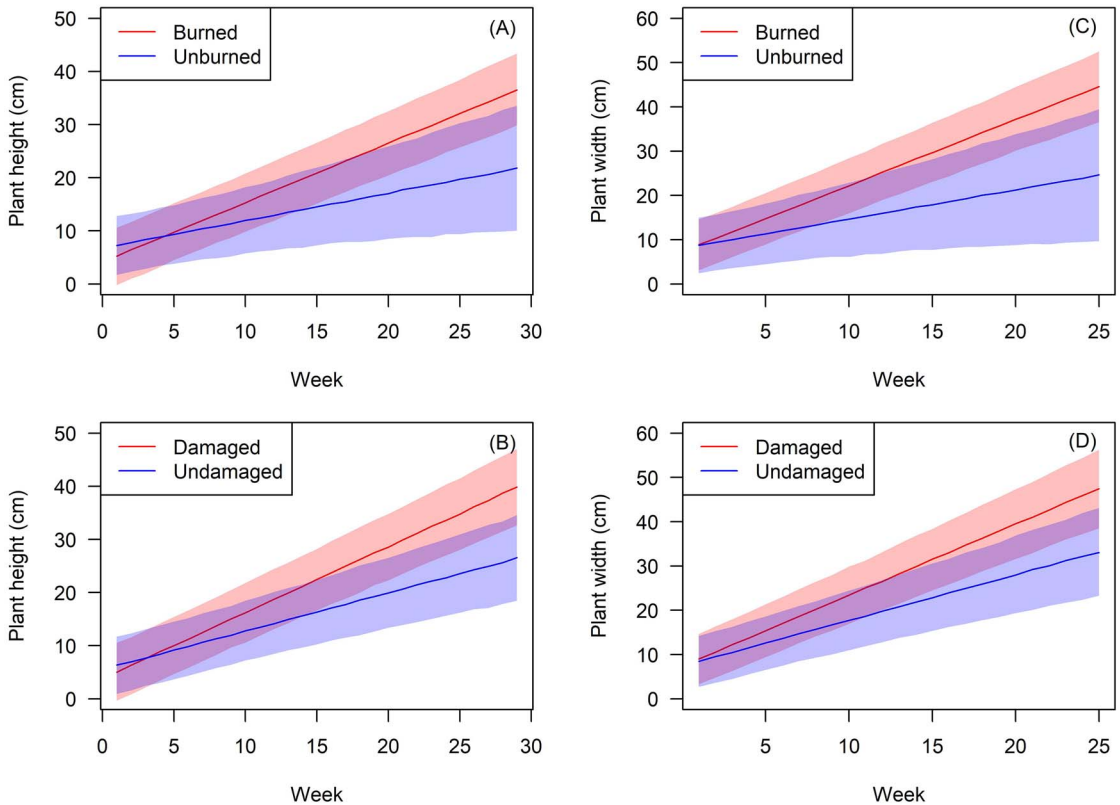 (A)
Burned
Unburned
Plant height (cm)
50
40
30
20
10
0
0 5 10 15 20 25 30
Week
(C)
Burned
Unburned
Plant width (cm)
60
50
40
30
20
10
0
5 10 15 20 25
Week
(B)
Damaged
Undamaged
Plant height (cm)
50
40
30
20
10
0
0 5 10 15 20 25 30
Week
(D)
Damaged
Undamaged
Plant width (cm)
60
50
40
30
20
10
0
5 10 15 20 25
Week